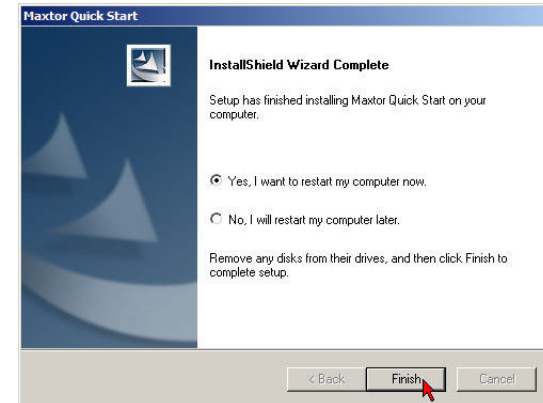 Maxtor Quick Start
InstallShield Wizard Complete
Setup has finished installing Maxtor Quick Start on your
computer.
Yes, I want to restart my computer now.
No, I will restart my computer later.
Remove any disks from their drives, and then click Finish to
complete setup.
< Back Finish Cancel